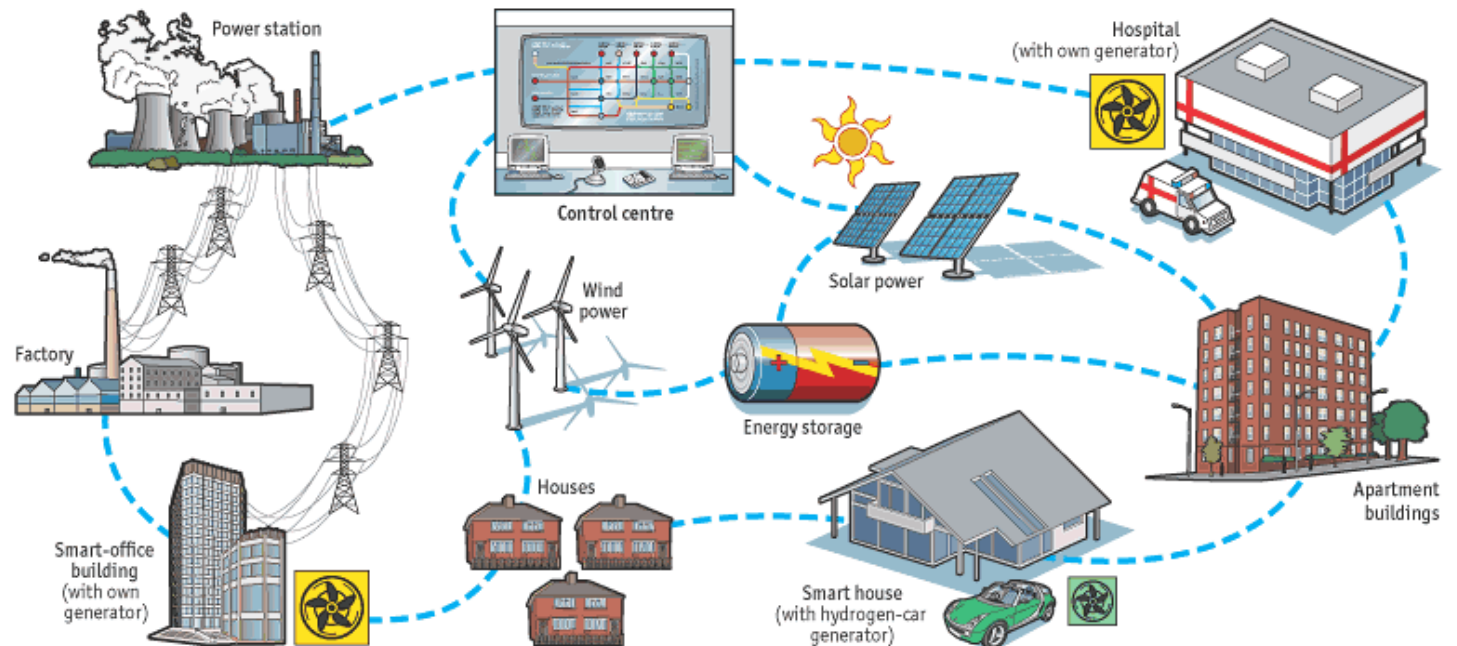 Power station
Hospital
(with own generator)
Control centre
Solar power
Wind
power
Factory
Energy storage
Houses
Apartment
buildings
Smart-office
building
(with own
generator)
Smart house
(with hydrogen-car
generator)
+
-